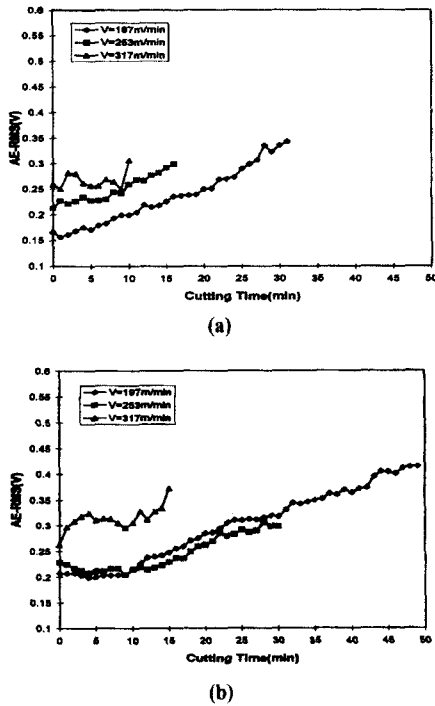 0.6
0.55
0.5
0.45
0.4
0.35
0.3
0.25
0.2
0.15
0.1
AE-RMS(V)
V=197m/min
V=253m/min
V=317m/min
0 5 10 15 20 25 30 35 40 45 50
Cutting Time(min)
(a)
0.6
0.55
0.5
0.45
0.4
0.35
0.3
0.25
0.2
0.15
0.1
AE-RMS(V)
V=197m/min
V=253m/min
V=317m/min
0 5 10 15 20 25 30 35 40 45 50
Cutting Time(min)
(b)